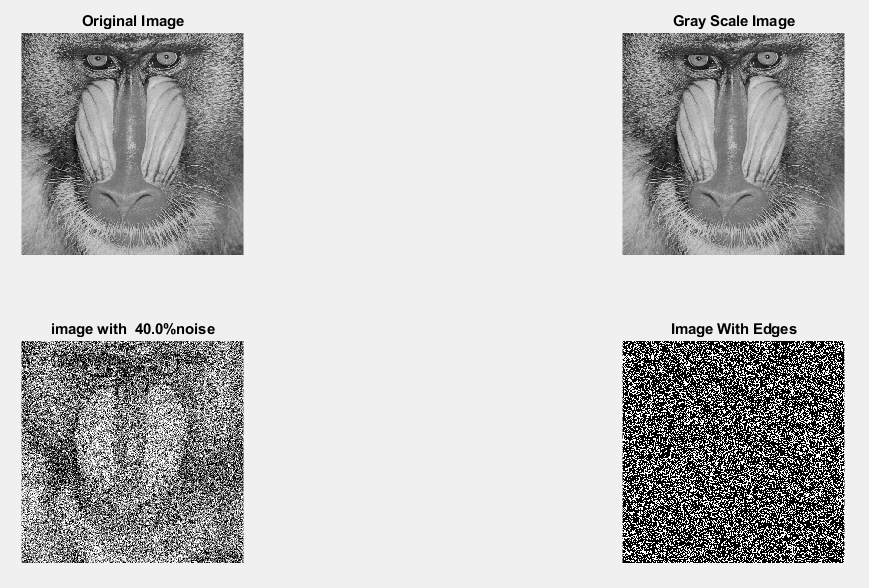 Original Image
Gray Scale Image
image with  40.0%noise
Image With Edges